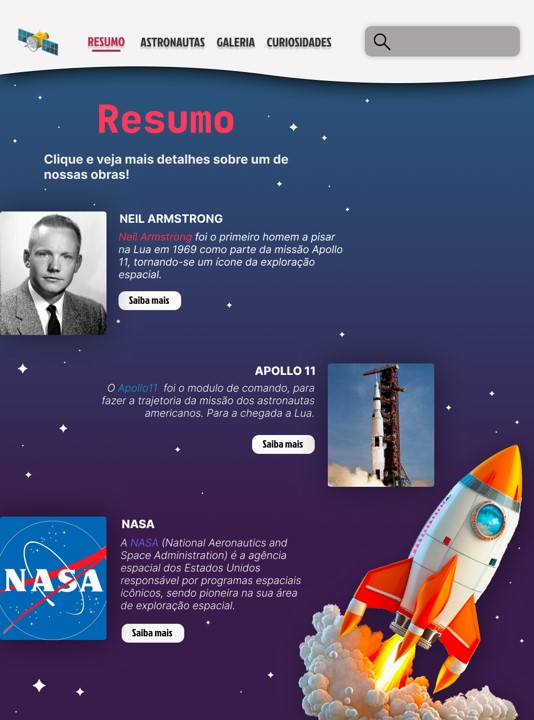 RESUMO ASTRONAUTAS GALERIA CURIOSIDADES
Resumo
Clique e veja mais detalhes sobre um de
nossas obras!
NEIL ARMSTRONG
Neil Armstrong foi o primeiro homem a pisar
na Lua em 1969 como parte da missão Apollo
11, tornando-se um ícone da exploração
espacial.
Saiba mais
APOLLO 11
O Apollo11 foi o modulo de comando, para
fazer a trajetoria da missão dos astronautas
americanos. Para a chegada a Lua.
Saiba mais
NASA
NASA
A NASA (National Aeronautics and
Space Administration) é a agência
espacial dos Estados Unidos
responsável por programas espaciais
icônicos, sendo pioneira na sua área
de exploração espacial.
Saiba mais